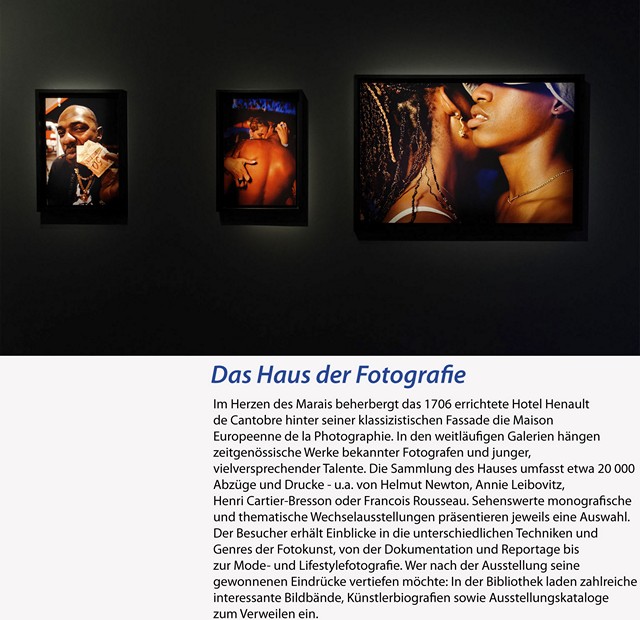 Das Haus der Fotografie
Im Herzen des Marais beherbergt das 1706 errichtete Hotel Henault
de Cantobre hinter seiner klassizistischen Fassade die Maison
Europeenne de la Photographie. In den weitläufigen Galerien hängen
zeitgenössische Werke bekannter Fotografen und junger,
vielversprechender Talente. Die Sammlung des Hauses umfasst etwa 20 000
Abzüge und Drucke - u.a. von Helmut Newton, Annie Leibovitz,
Henri Cartier-Bresson oder Francois Rousseau. Sehenswerte monografische
und thematische Wechselausstellungen präsentieren jeweils eine Auswahl.
Der Besucher erhält Einblicke in die unterschiedlichen Techniken und
Genres der Fotokunst, von der Dokumentation und Reportage bis
zur Mode- und Lifestylefotografie. Wer nach der Ausstellung seine
gewonnenen Eindrücke vertiefen möchte: In der Bibliothek laden zahlreiche
interessante Bildbände, Künstlerbiografien sowie Ausstellungskataloge
zum Verweilen ein.